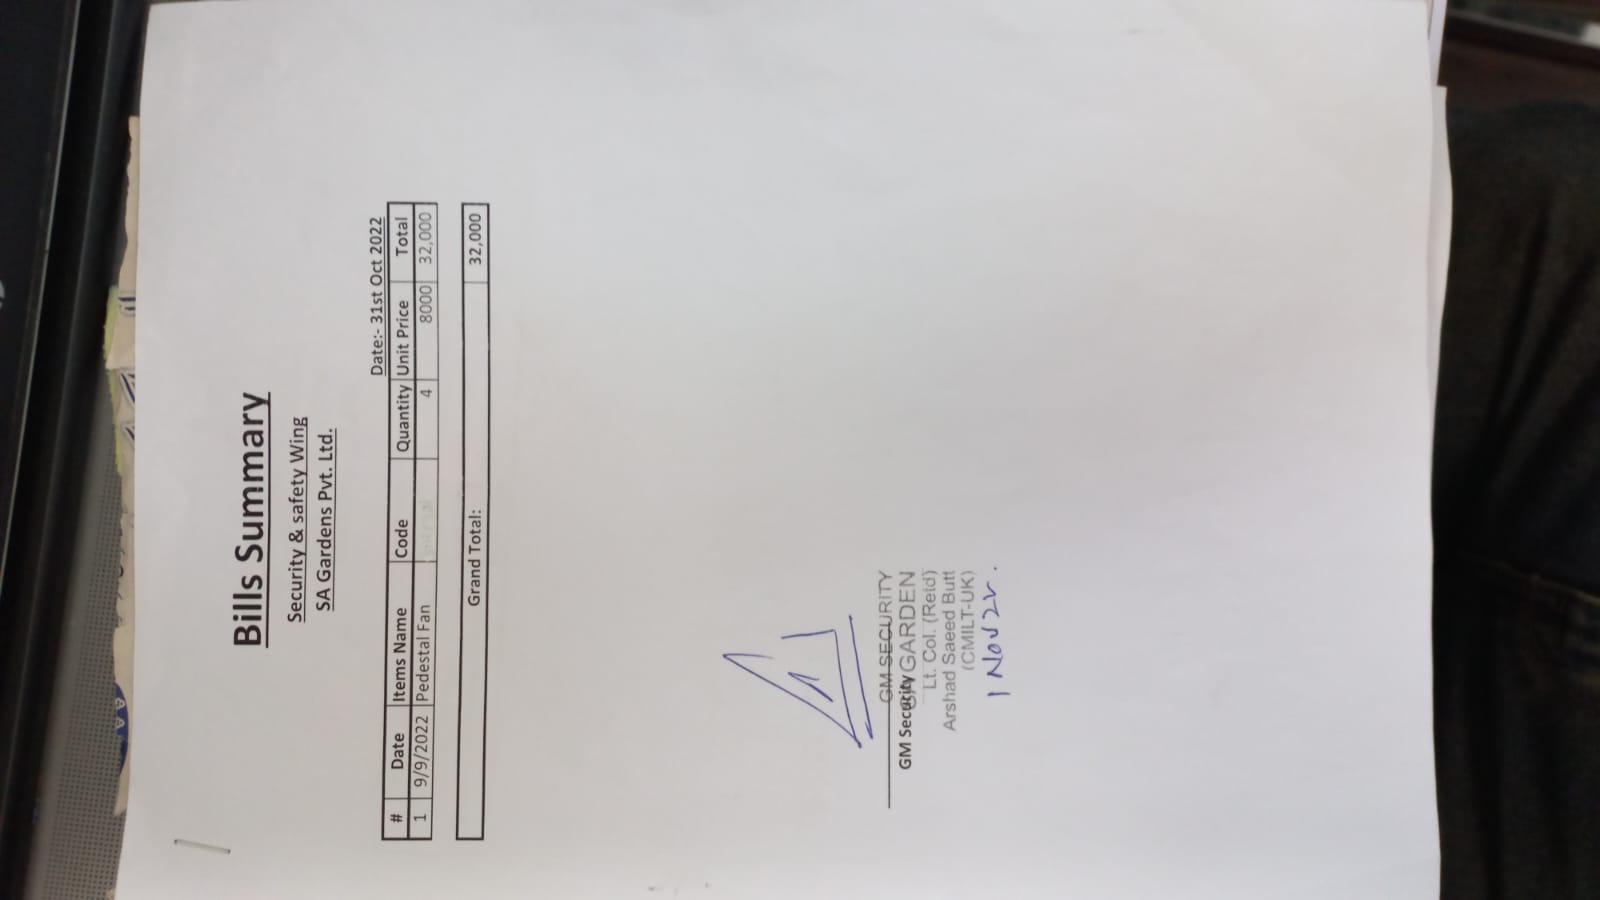 Bills Summary
Security & safety Wing
SA Gardens Pvt. Ltd.
Date:- 31st Oct 2022
# Date Items Name Code Quantity Unit Price Total
1 9/9/2022 Pedestal Fan 4 8000 32,000
Grand Total: 32,000
GM SECURITY
GM Security
GARDEN
Lt. Col. (Retd)
Arshad Saeed Butt
(CMILT-UK)
1 Nov 22.